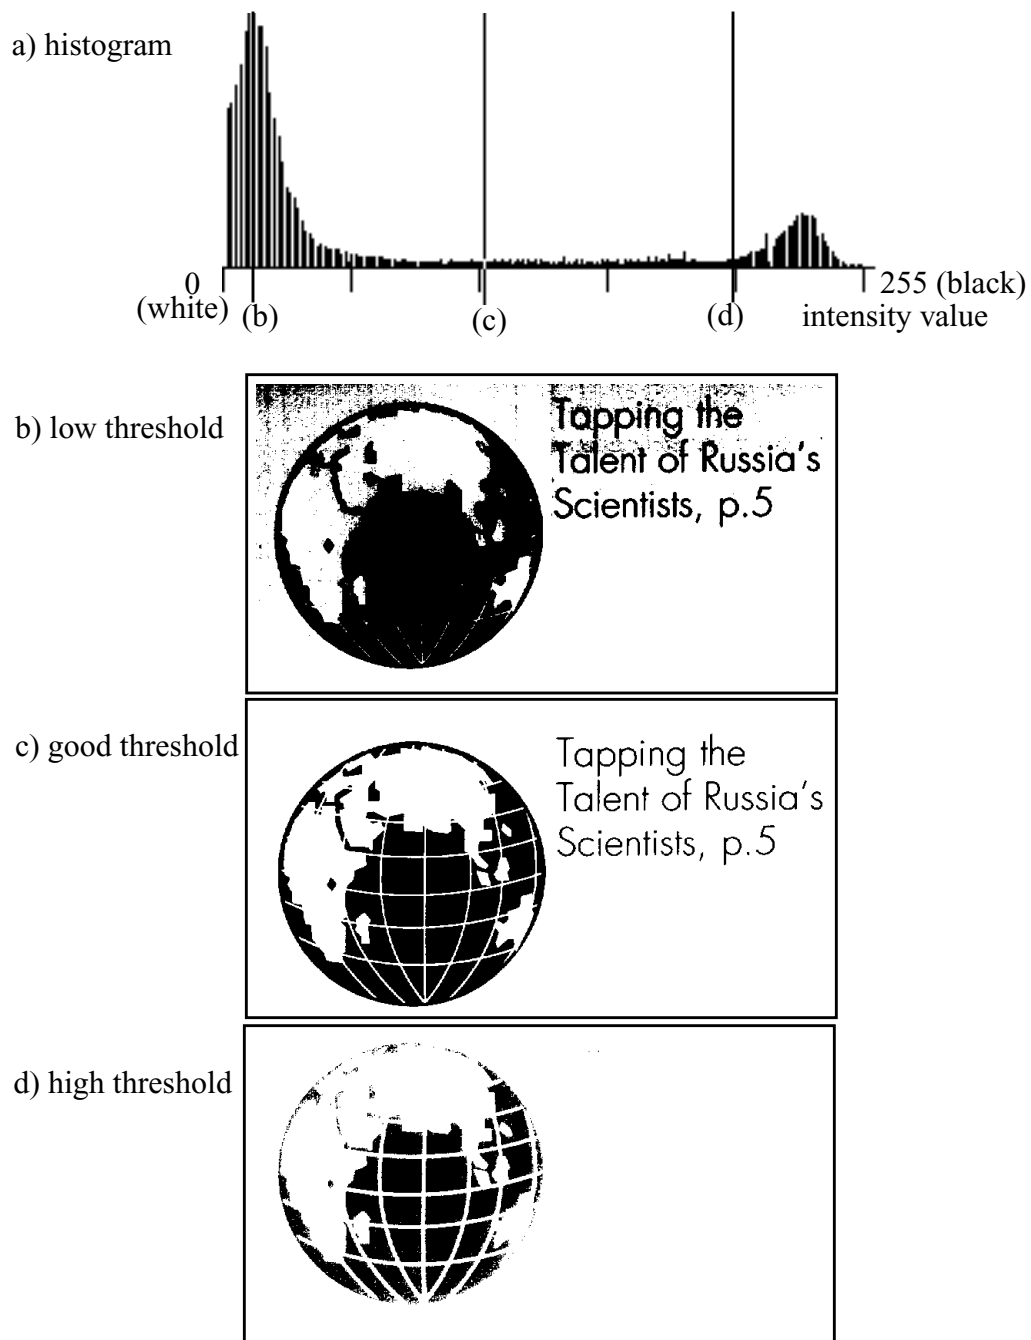 a) histogram
0
(white)
(b)
(c)
(d)
255 (black)
intensity value
b) low threshold
Tapping the
Talent of Russia's
Scientists, p.5
c) good threshold
Tapping the
Talent of Russia's
Scientists, p.5
d) high threshold